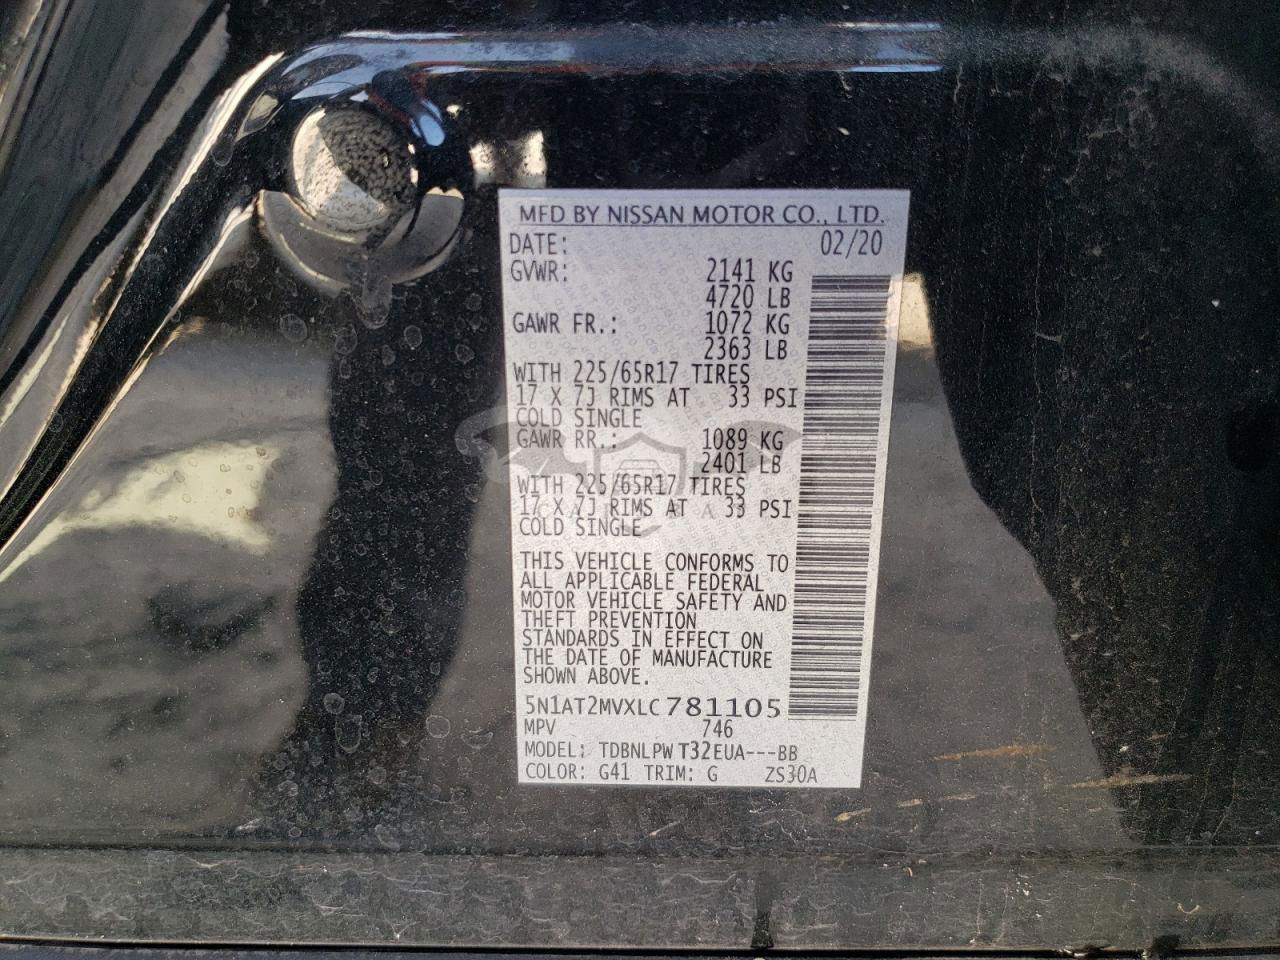 MFD BY NISSAN MOTOR CO., LTD.
DATE: 02/20
GVWR: 2141 KG
4720 LB
GAWR FR.: 1072 KG
2363 LB
WITH 225/65R17 TIRES
17 X 7J RIMS AT 33 PSI
COLD SINGLE
GAWR RR.: 1089 KG
2401 LB
WITH 225/65R17 TIRES
17 X 7J RIMS AT 33 PSI
COLD SINGLE
THIS VEHICLE CONFORMS TO
ALL APPLICABLE FEDERAL
MOTOR VEHICLE SAFETY AND
THEFT PREVENTION
STANDARDS IN EFFECT ON
THE DATE OF MANUFACTURE
SHOWN ABOVE.
5N1AT2MVXLC781105
MPV 746
MODEL: TDBNLPW T32EUA---BB
COLOR: G41 TRIM: G ZS30A